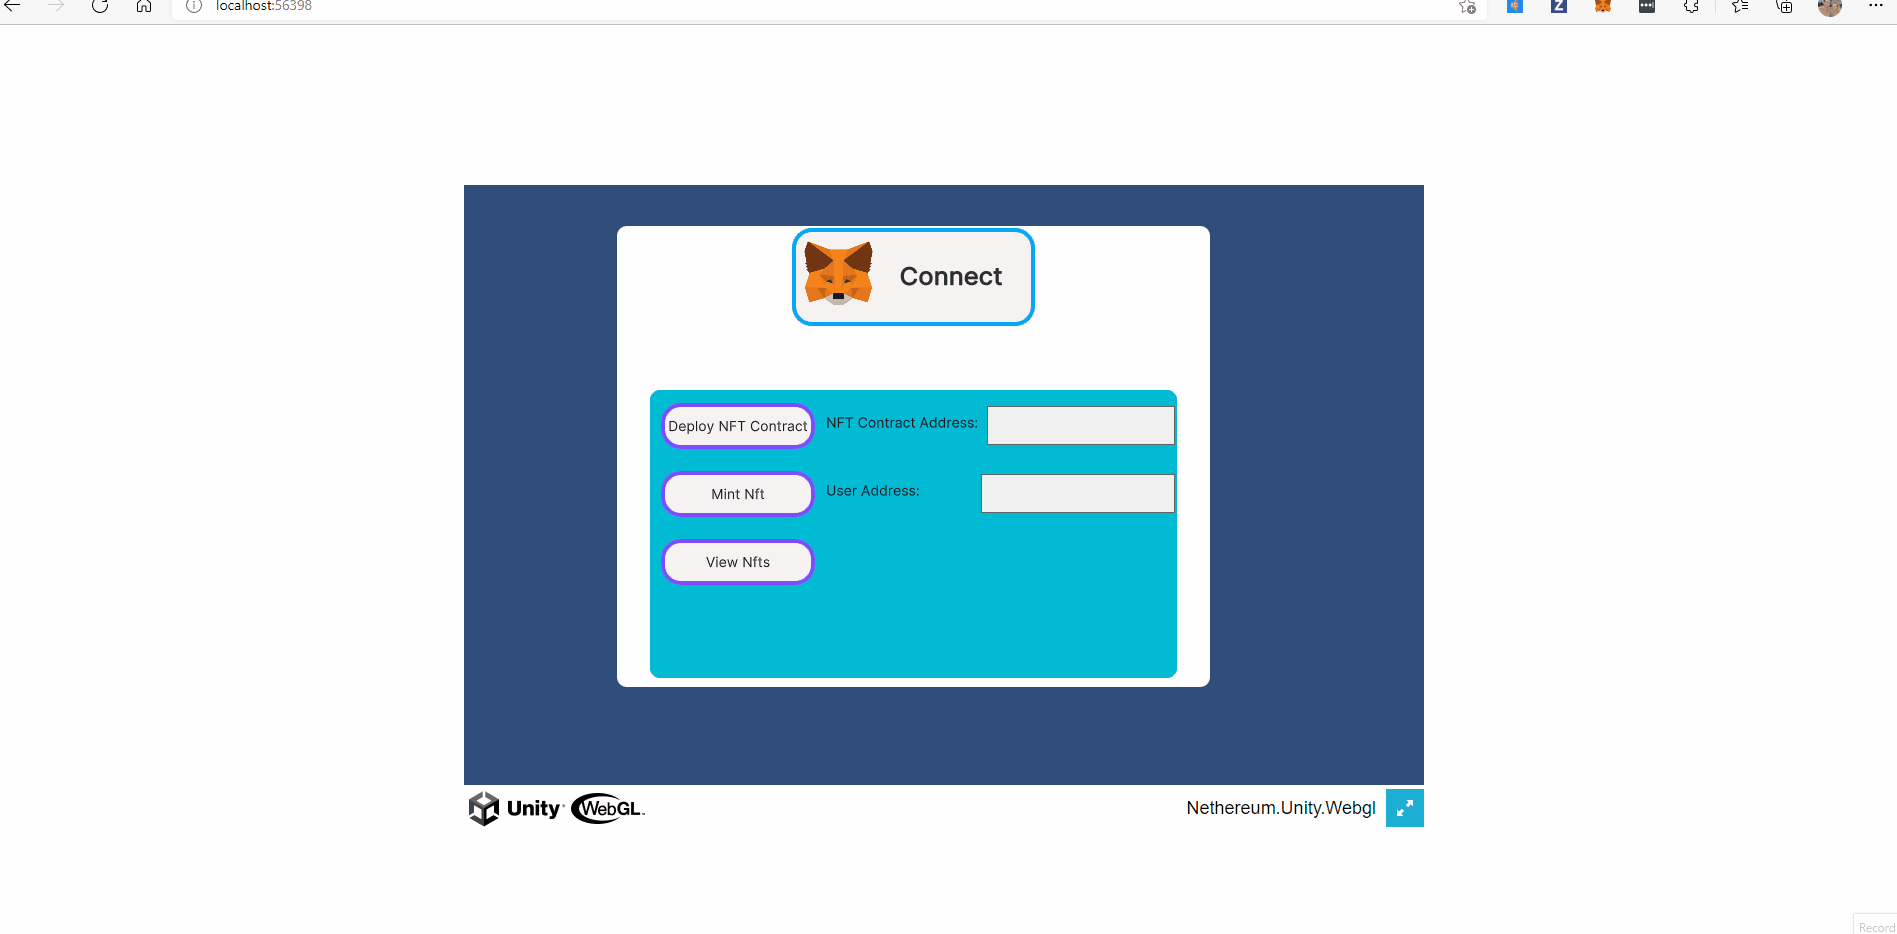 localhost:56398
Connect
Deploy NFT Contract NFT Contract Address:
Mint Nft User Address:
View Nfts
Unity WebGL Nethereum.Unity.Webgl
Record